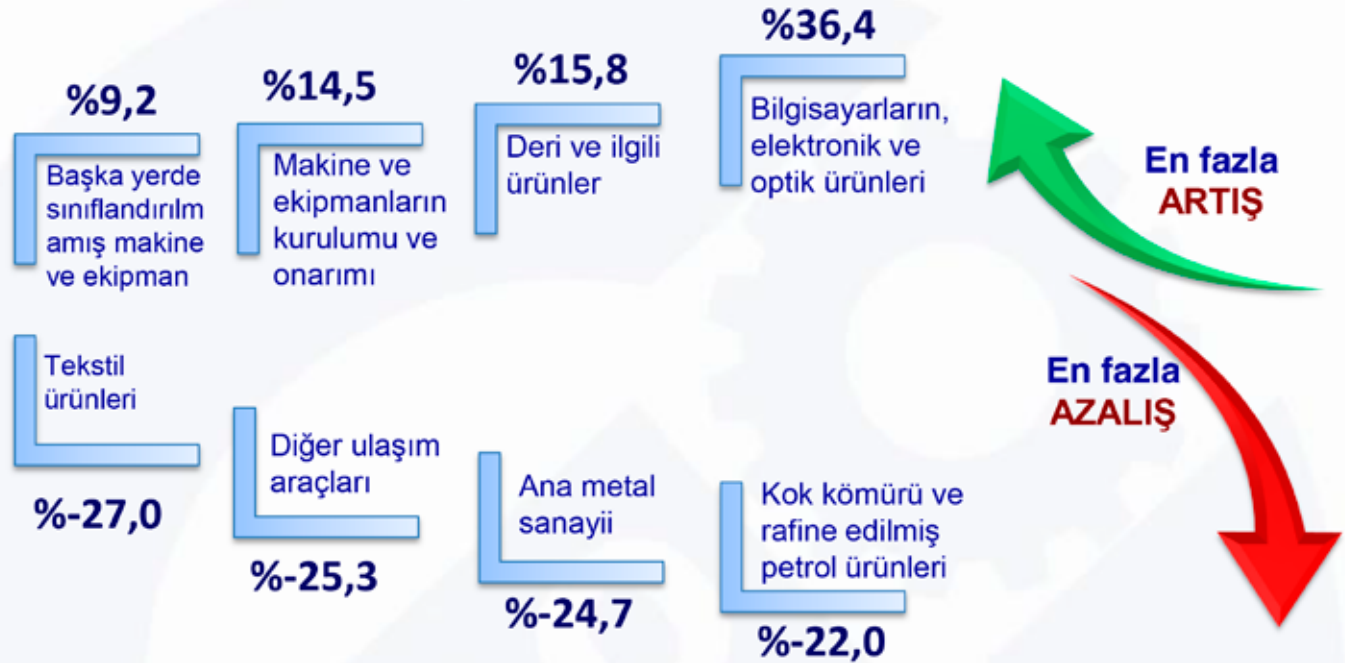 %9,2
Başka yerde
sınıflandırılm
amış makine
ve ekipman
%14,5
Makine ve
ekipmanların
kurulumu ve
onarımı
%15,8
Deri ve ilgili
ürünler
%36,4
Bilgisayarların,
elektronik ve
optik ürünleri
En fazla
ARTIŞ
Tekstil
ürünleri
%-27,0
Diğer ulaşım
araçları
%-25,3
Ana metal
sanayii
%-24,7
Kok kömürü ve
rafine edilmiş
petrol ürünleri
%-22,0
En fazla
AZALIŞ